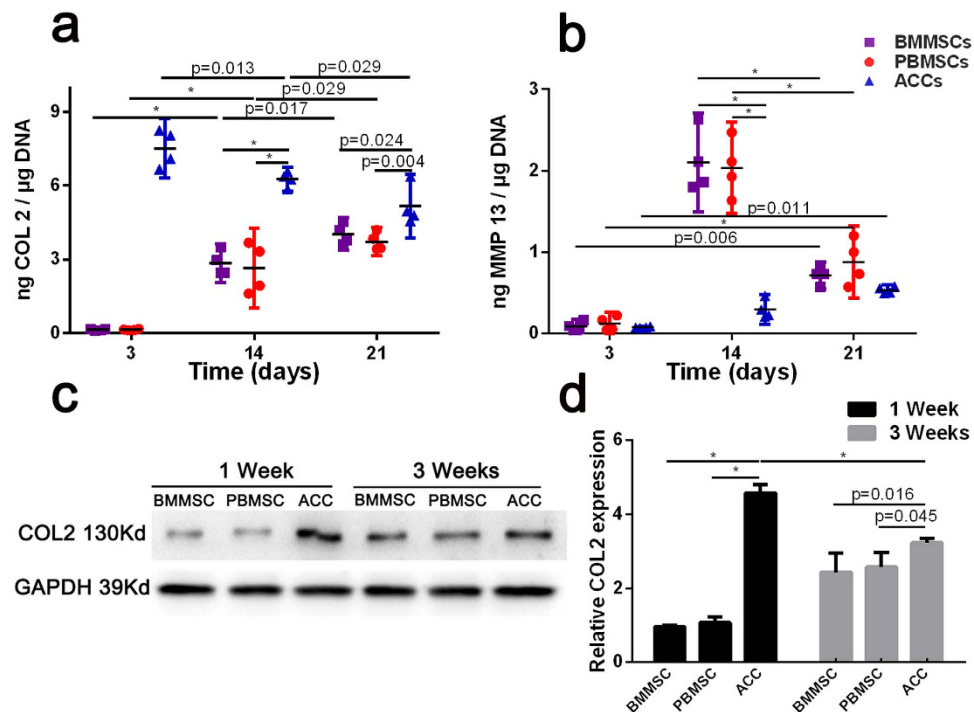 a
p=0.013
p=0.029
*
p=0.029
*
p=0.017
*
p=0.024
*
p=0.004
9
6
3
0
ng COL 2 / µg DNA
3
14
21
Time (days)
b
BMMSCs
PBMSCs
ACCs
*
*
*
*
p=0.011
*
p=0.006
3
2
1
0
ng MMP 13 / µg DNA
3
14
21
Time (days)
c
1 Week
3 Weeks
BMMSC PBMSC ACC BMMSC PBMSC ACC
COL2 130Kd
GAPDH 39Kd
d
1 Week
3 Weeks
*
*
*
p=0.016
p=0.045
6
4
2
0
Relative COL2 expression
BMMSC
PBMSC
ACC
BMMSC
PBMSC
ACC